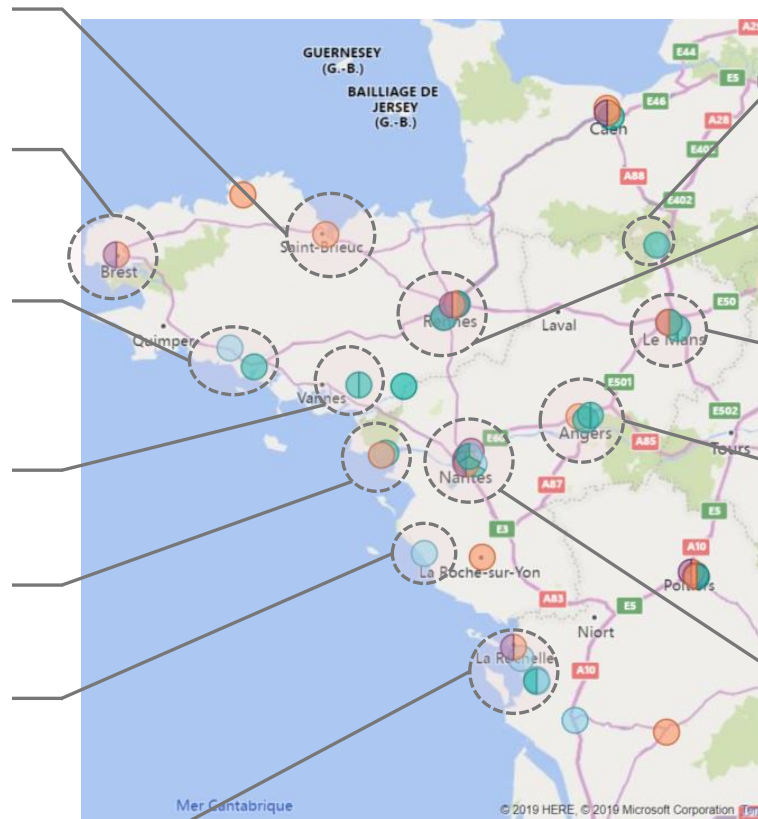 A29
GUERNESEY
(G.-B.)
E44
E5
BAILLIAGE DE
JERSEY
(G.-B.)
E46
Caen
A28
A88
E402
Saint-Brieuc
Brest
E50
Rennes
Laval
Le Mans
Quimper
E501
Vannes
E502
Angers
A85
Tours
E60
Nantes
A87
E5
E3
A10
La Roche-sur-Yon
Poitiers
A83
E5
Niort
La Rochelle
A10
Mer Cantabrique
© 2019 HERE, © 2019 Microsoft Corporation